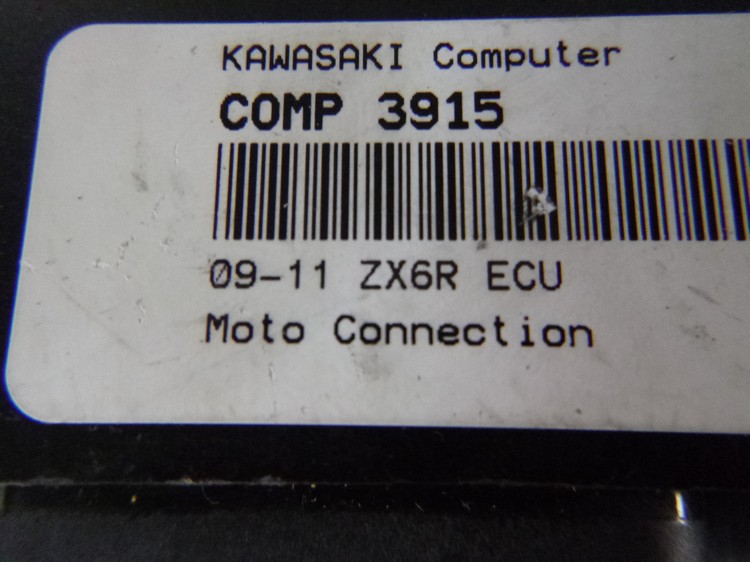 KAWASAKI Computer
COMP 3915
09-11 ZX6R ECU
Moto Connection